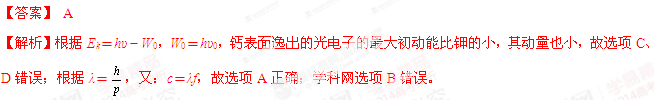 【答案】 A
【解析】根据 Eₖ=hυ－W₀，W₀=hυ₀，钙表面逸出的光电子的最大初动能比钾的小，其动量也小，故选项 C、
D 错误；根据 λ=h/p，又：c=λf，故选项 A 正确；学科网选项 B 错误。